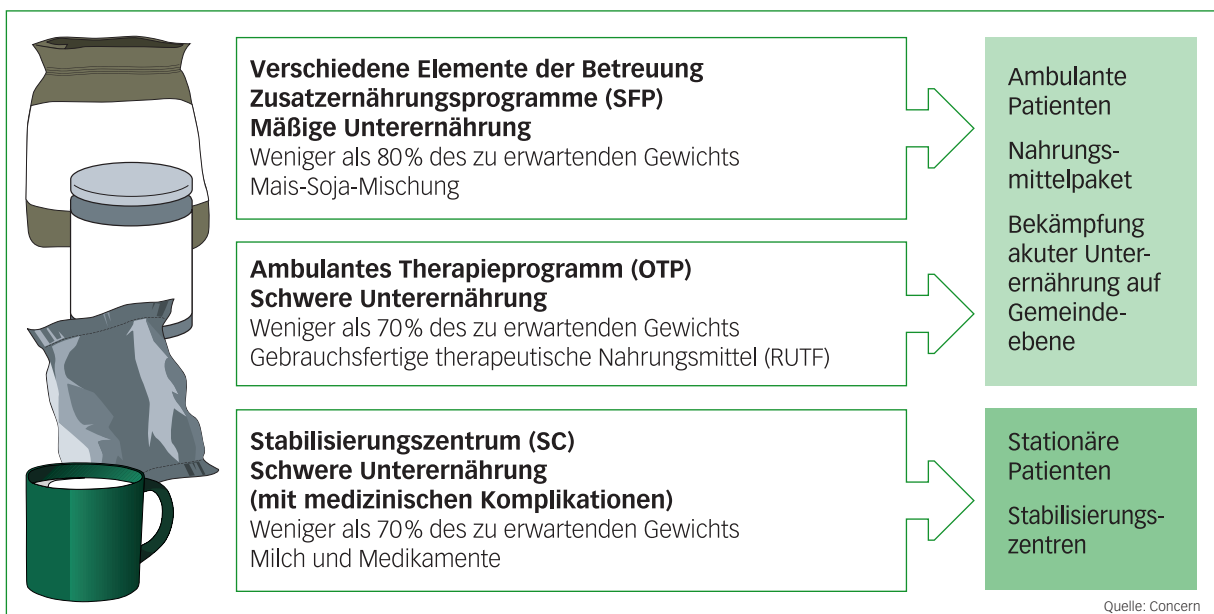 Verschiedene Elemente der Betreuung
Zusatzernährungsprogramme (SFP)
Mäßige Unterernährung
Weniger als 80% des zu erwartenden Gewichts
Mais-Soja-Mischung
Ambulantes Therapieprogramm (OTP)
Schwere Unterernährung
Weniger als 70% des zu erwartenden Gewichts
Gebrauchsfertige therapeutische Nahrungsmittel (RUTF)
Ambulante
Patienten
Nahrungs-
mittelpaket
Bekämpfung
akuter Unter-
ernährung auf
Gemeinde-
ebene
Stabilisierungszentrum (SC)
Schwere Unterernährung
(mit medizinischen Komplikationen)
Weniger als 70% des zu erwartenden Gewichts
Milch und Medikamente
Stationäre
Patienten
Stabilisierungs-
zentren
Quelle: Concern